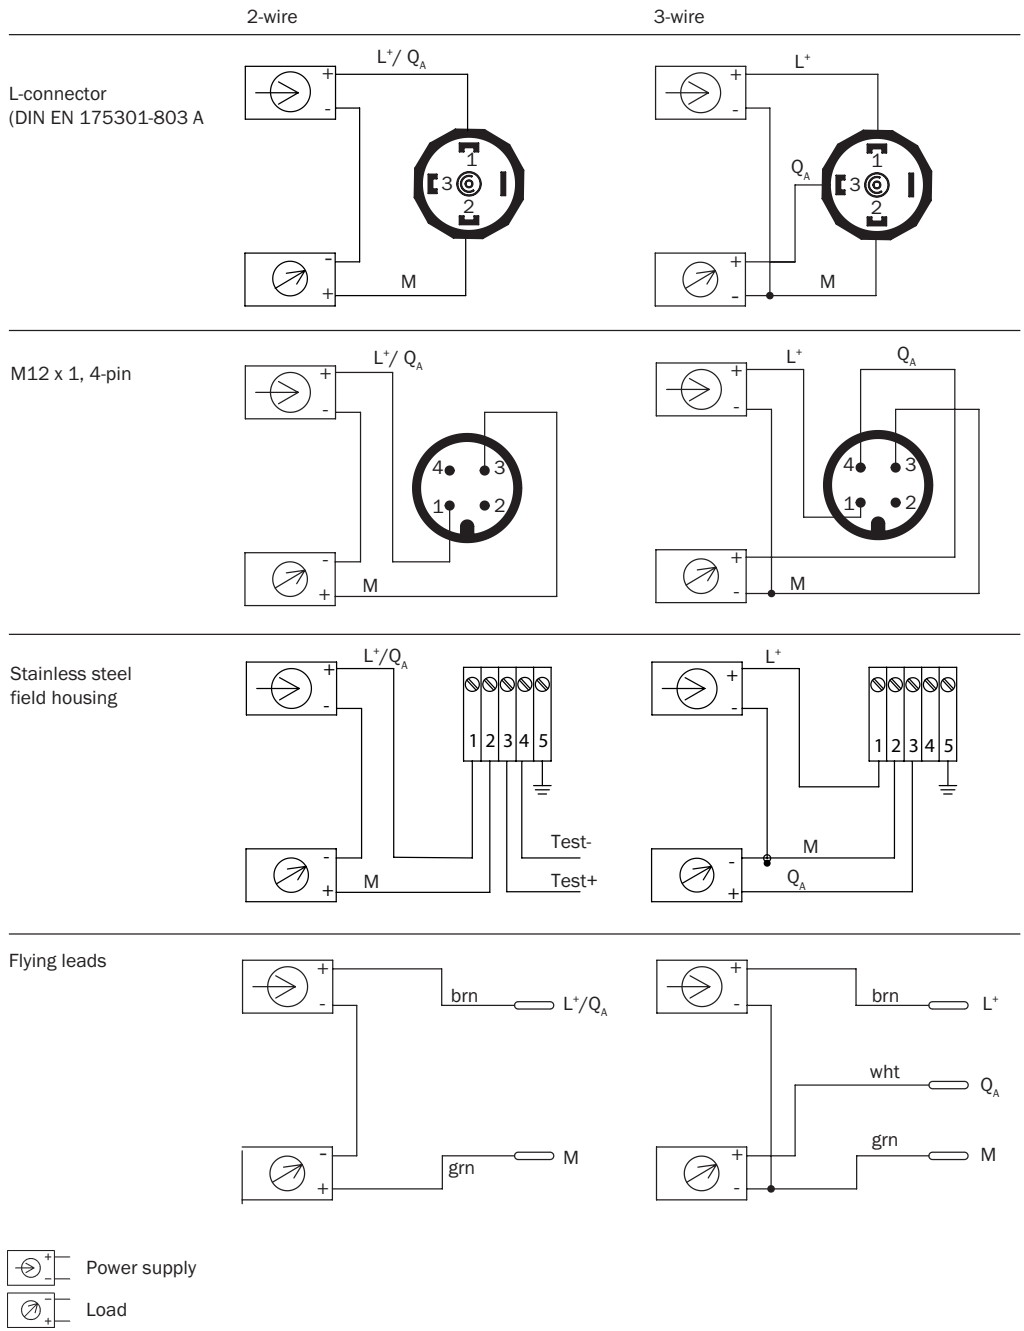 2-wire 3-wire
L-connector
(DIN EN 175301-803 A
L+/ QA
+
-
1
3
2
-
+
M
L+
+
-
QA
1
3
2
+
-
M
M12 x 1, 4-pin
L+/ QA
+
-
4 3
1 2
-
+
M
L+ QA
+
-
4 3
1 2
+
-
M
Stainless steel
field housing
L+/QA
+
-
1 2 3 4 5
Test-
-
M
+
Test+
L+
+
-
1 2 3 4 5
M
-
QA
+
Flying leads
+
-
brn L+/QA
-
+
grn M
+
-
brn L+
wht QA
grn M
+
-
+
-
Power supply
-
+
Load